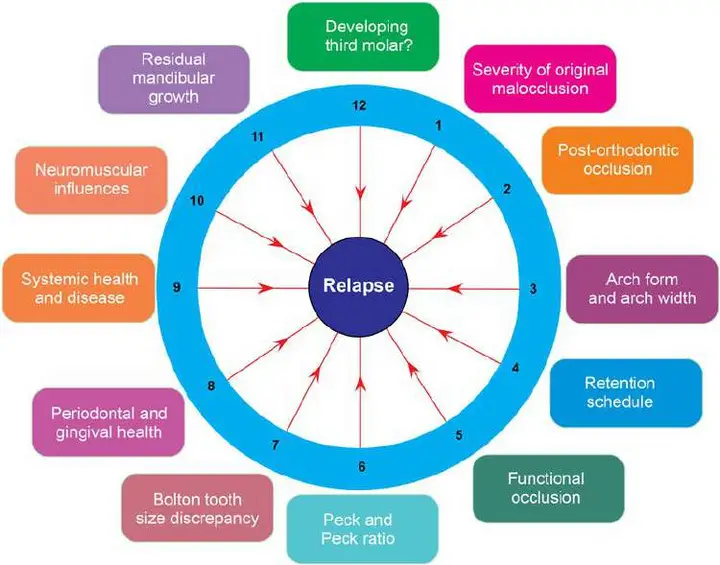 Developing
third molar?
Severity of original
malocclusion
Post-orthodontic
occlusion
Arch form
and arch width
Retention
schedule
Functional
occlusion
Peck and
Peck ratio
Bolton tooth
size discrepancy
Periodontal and
gingival health
Systemic health
and disease
Neuromuscular
influences
Residual
mandibular
growth
12
1
2
3
4
5
6
7
8
9
10
11
Relapse